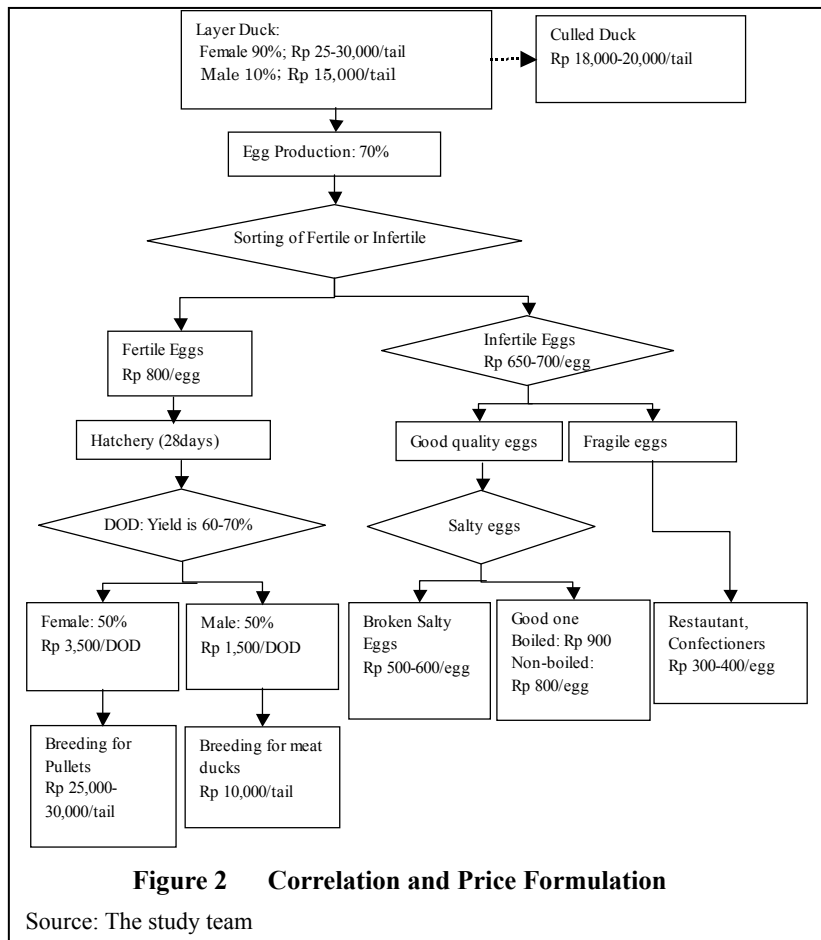 Layer Duck:
Female 90%; Rp 25-30,000/tail
Male 10%; Rp 15,000/tail
Culled Duck
Rp 18,000-20,000/tail
Egg Production: 70%
Sorting of Fertile or Infertile
Fertile Eggs
Rp 800/egg
Infertile Eggs
Rp 650-700/egg
Hatchery (28days)
Good quality eggs
Fragile eggs
DOD: Yield is 60-70%
Salty eggs
Female: 50%
Rp 3,500/DOD
Male: 50%
Rp 1,500/DOD
Broken Salty
Eggs
Rp 500-600/egg
Good one
Boiled: Rp 900
Non-boiled:
Rp 800/egg
Restautant,
Confectioners
Rp 300-400/egg
Breeding for
Pullets
Rp 25,000-
30,000/tail
Breeding for meat
ducks
Rp 10,000/tail
Figure 2 Correlation and Price Formulation
Source: The study team